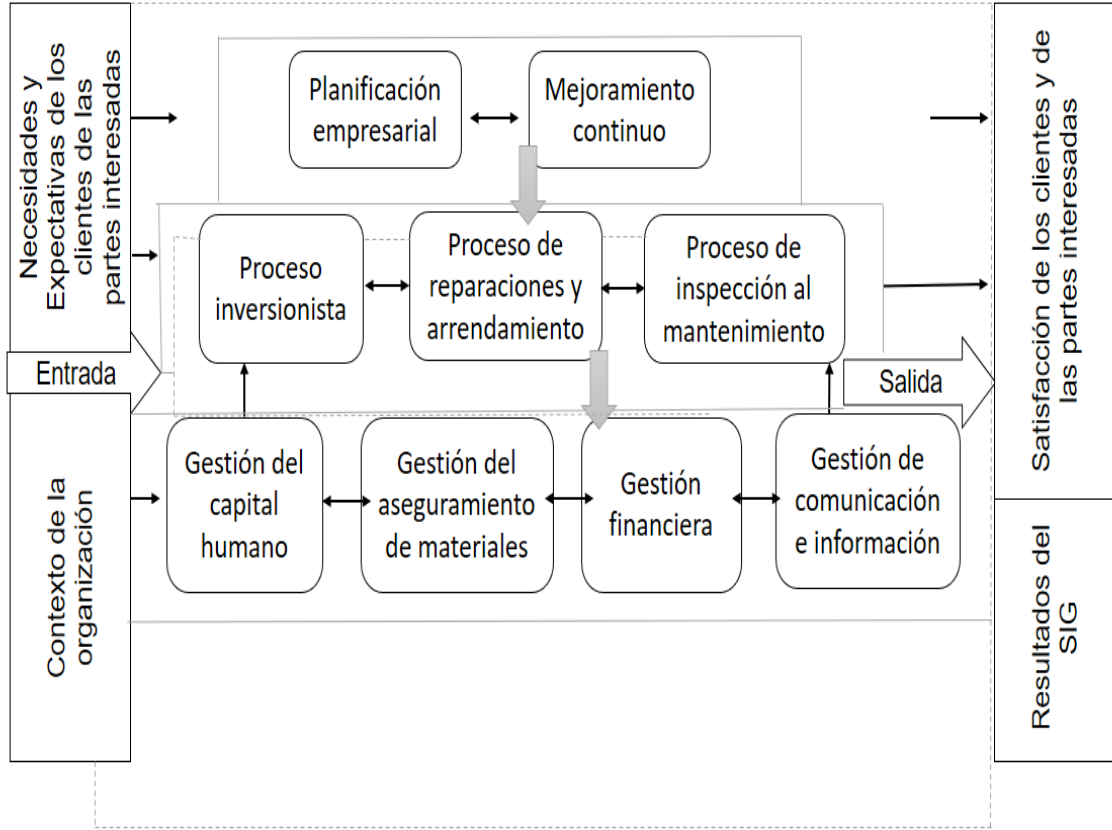 Necesidades y
Expectativas de los
clientes de las
partes interesadas
Contexto de la
organización
Entrada
Planificación
empresarial
Mejoramiento
continuo
Proceso
inversionista
Proceso de
reparaciones y
arrendamiento
Proceso de
inspección al
mantenimiento
Gestión del
capital
humano
Gestión del
aseguramiento
de materiales
Gestión
financiera
Gestión de
comunicación
e información
Salida
Satisfacción de los clientes y de
las partes interesadas
Resultados del
SIG